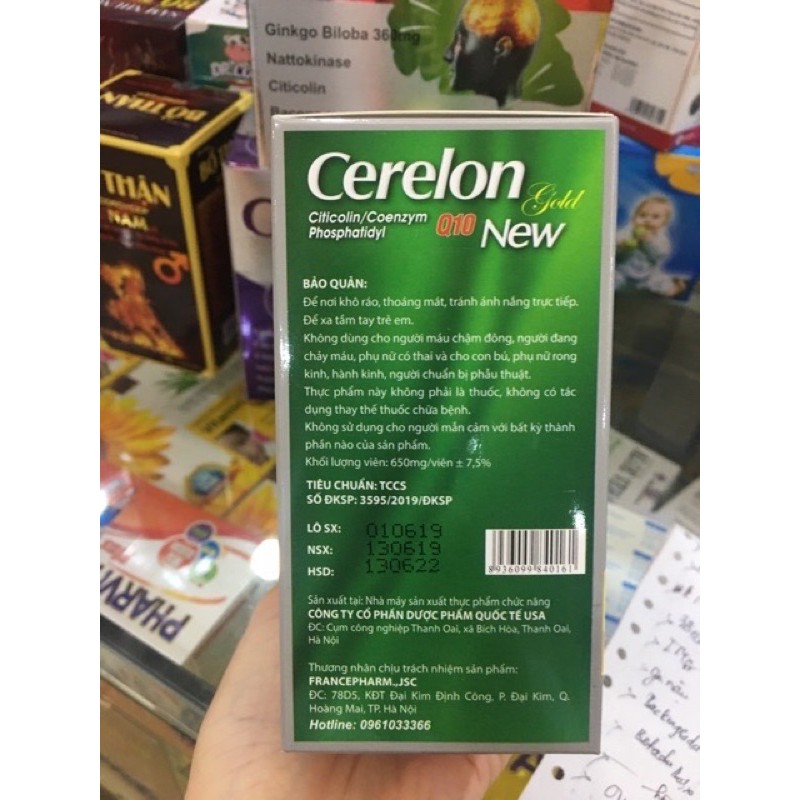 Ginkgo Biloba 360mg
Nattokinase
Citicolin
BỔ THẬN
THẬN
NAM
PHARVI
Cerelon
Gold
Citicolin/Coenzym Q10 New
Phosphatidyl
BẢO QUẢN:
Để nơi khô ráo, thoáng mát, tránh ánh nắng trực tiếp.
Để xa tầm tay trẻ em.
Không dùng cho người máu chậm đông, người đang
chảy máu, phụ nữ có thai và cho con bú, phụ nữ rong
kinh, hành kinh, người chuẩn bị phẫu thuật.
Thực phẩm này không phải là thuốc, không có tác
dụng thay thế thuốc chữa bệnh.
Không sử dụng cho người mẫn cảm với bất kỳ thành
phần nào của sản phẩm.
Khối lượng viên: 650mg/viên ± 7,5%
TIÊU CHUẨN: TCCS
SỐ ĐKSP: 3595/2019/ĐKSP
LÔ SX: 010619
NSX: 130619
HSD: 130622
8936099 840161
Sản xuất tại: Nhà máy sản xuất thực phẩm chức năng
CÔNG TY CỔ PHẦN DƯỢC PHẨM QUỐC TẾ USA
ĐC: Cụm công nghiệp Thanh Oai, xã Bích Hòa, Thanh Oai,
Hà Nội
Thương nhân chịu trách nhiệm sản phẩm:
FRANCEPHARM.,JSC
ĐC: 78D5, KĐT Đại Kim Định Công, P. Đại Kim, Q.
Hoàng Mai, TP. Hà Nội
Hotline: 0961033366